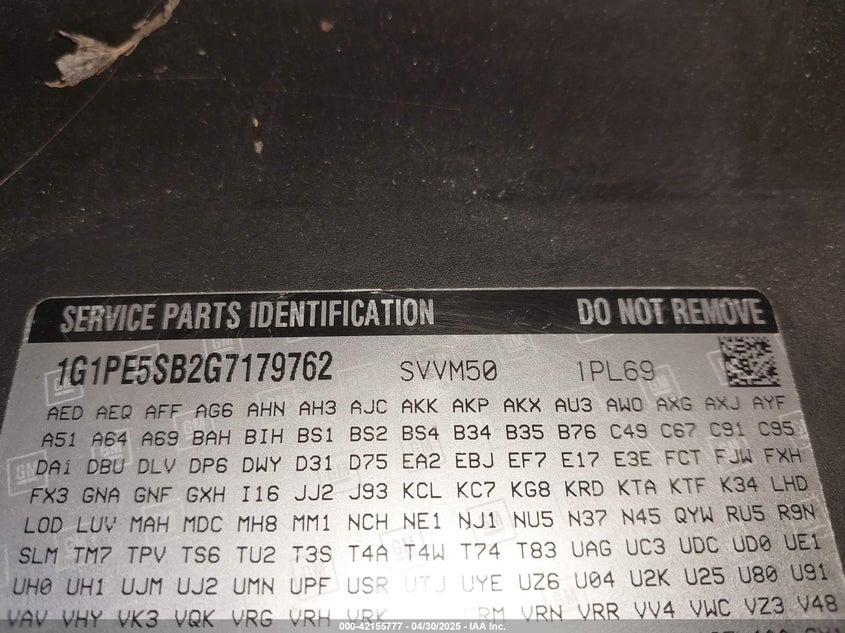 SERVICE PARTS IDENTIFICATION DO NOT REMOVE
1G1PE5SB2G7179762 SVVM50 1PL69
AED AEQ AFF AG6 AHN AH3 AJC AKK AKP AKX AU3 AWO AXG AXJ AYF
A51 A64 A69 BAH BIH BS1 BS2 BS4 B34 B35 B76 C49 C67 C91 C95
DAi DBU DLV DP6 DWY D31 D75 EA2 EBJ EF7 E17 E3E FCT FJW FXH
FX3 GNA GNF GXH I16 JJ2 J93 KCL KC7 KG8 KRD KTA KTF K34 LHD
LOD LUV MAH MDC MH8 MM1 NCH NE1 NJ1 NU5 N37 N45 QYW RU5 R9N
SLM TM7 TPV TS6 TU2 T3S T4A T4W T74 T83 UAG UC3 UDC UD0 UE1
UH0 UH1 UJM UJ2 UMN UPF USR UTJ UYE UZ6 U04 U2K U25 U80 U91
VAV VHY VK3 VQK VRG VRH VRK VRM VRN VRR VV4 VWC VZ3 V48
000-42155777 - 04/30/2025 - IAA Inc.